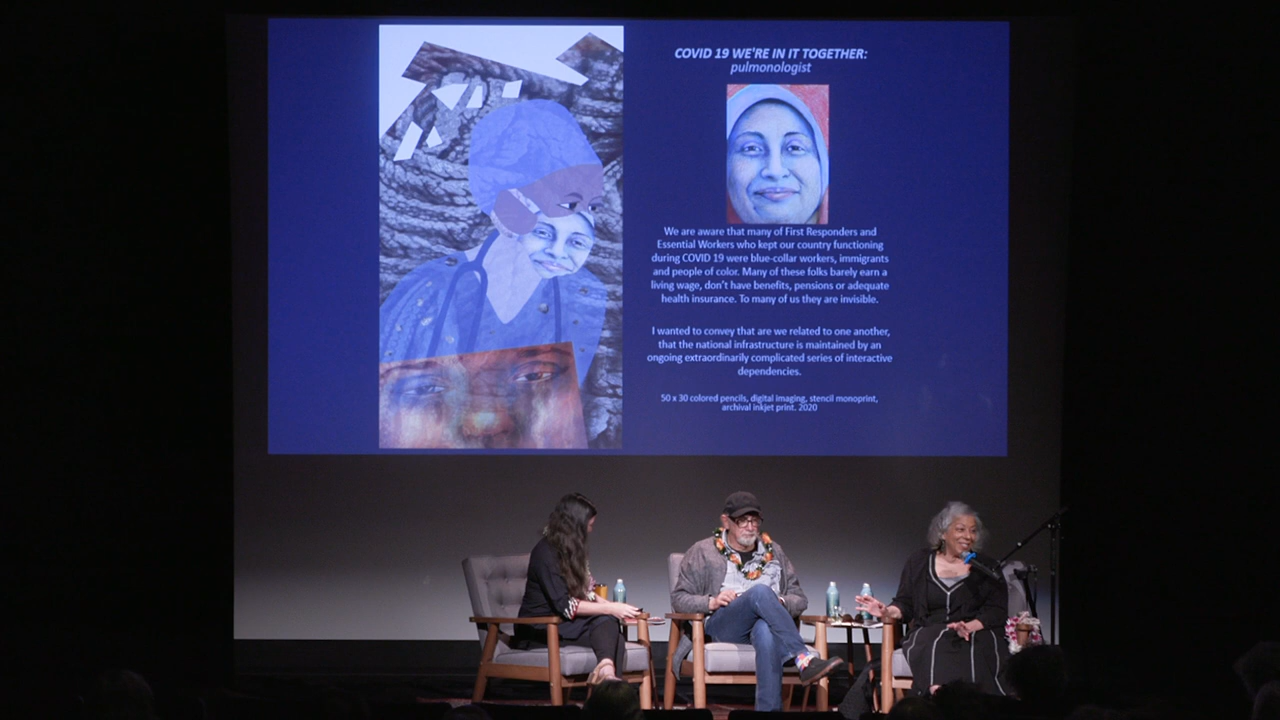 COVID 19 WE'RE IN IT TOGETHER:
pulmonologist
We are aware that many of First Responders and
Essential Workers who kept our country functioning
during COVID 19 were blue-collar workers, immigrants
and people of color. Many of these folks barely earn a
living wage, don't have benefits, pensions or adequate
health insurance. To many of us they are invisible.
I wanted to convey that are we related to one another,
that the national infrastructure is maintained by an
ongoing extraordinarily complicated series of interactive
dependencies.
50 x 30 colored pencils, digital imaging, stencil monoprint,
archival inkjet print. 2020